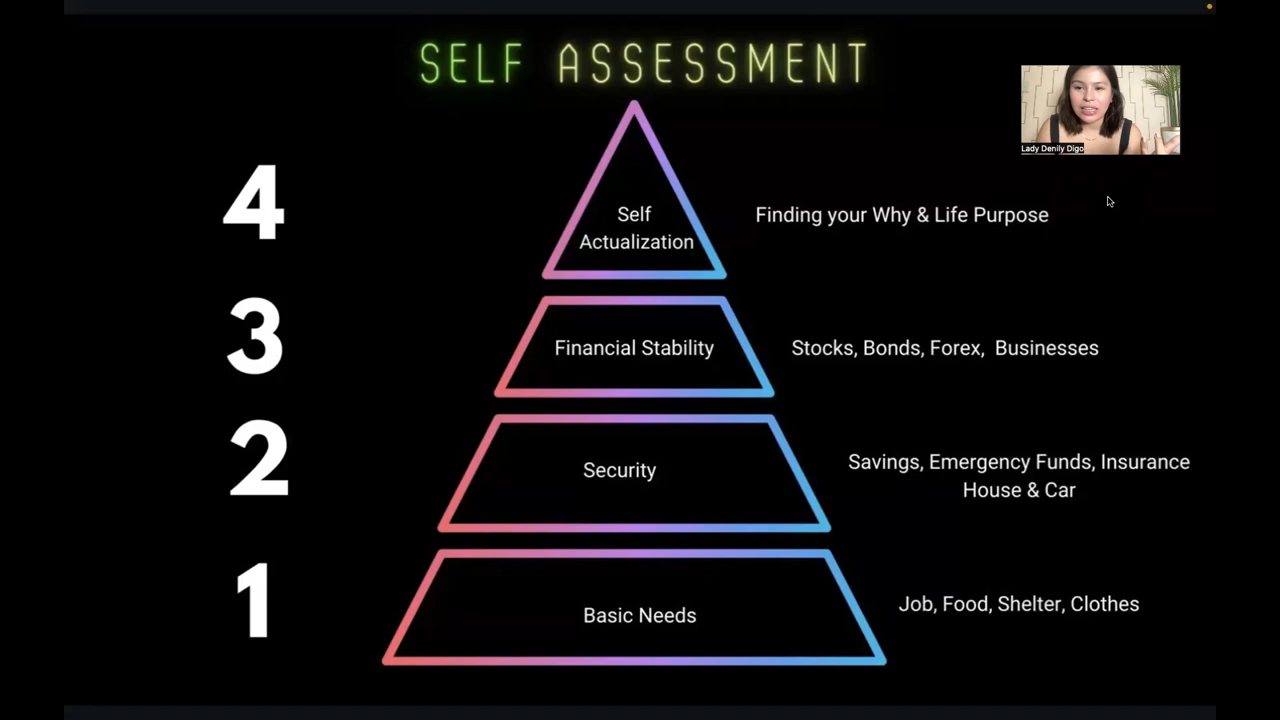 SELF ASSESSMENT
Lady Denily Digo
4
Self
Actualization
Finding your Why & Life Purpose
3
Financial Stability
Stocks, Bonds, Forex,  Businesses
2
Security
Savings, Emergency Funds, Insurance
House & Car
1
Basic Needs
Job, Food, Shelter, Clothes